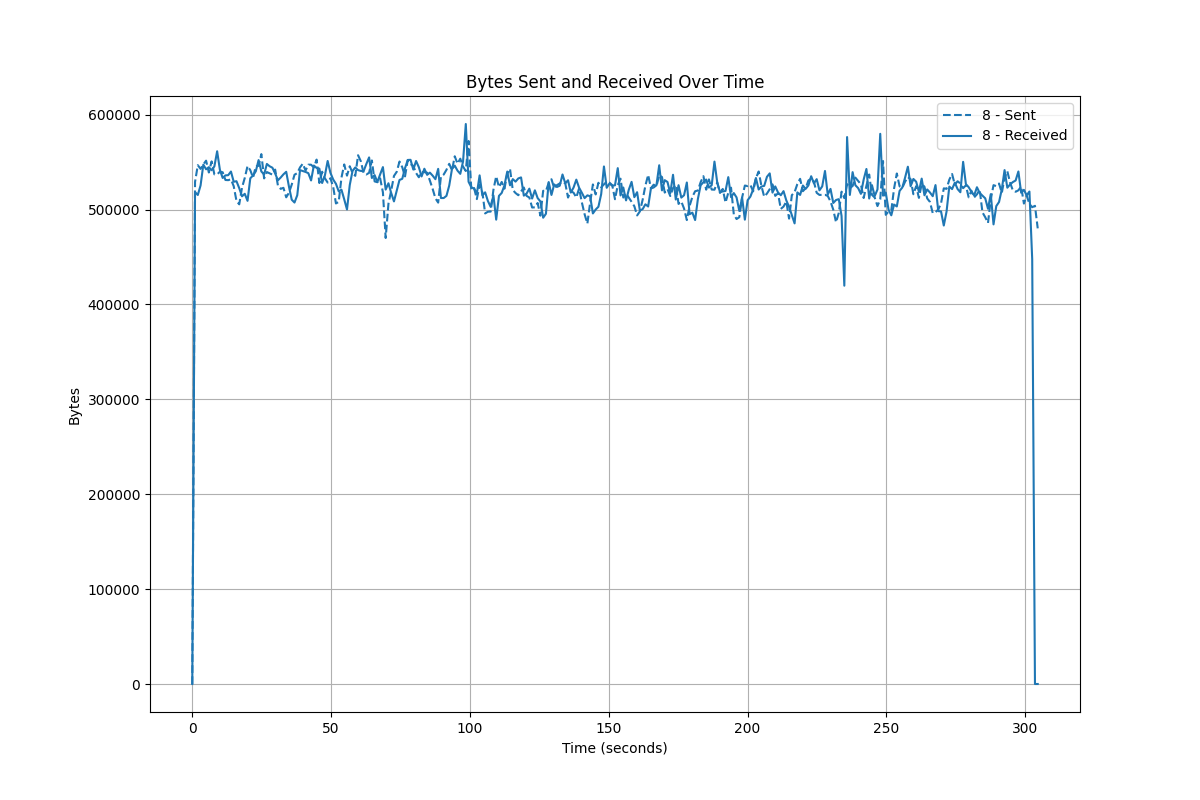 Bytes Sent and Received Over Time
8 - Sent
8 - Received
600000
500000
400000
300000
200000
100000
0
Bytes
0 50 100 150 200 250 300
Time (seconds)